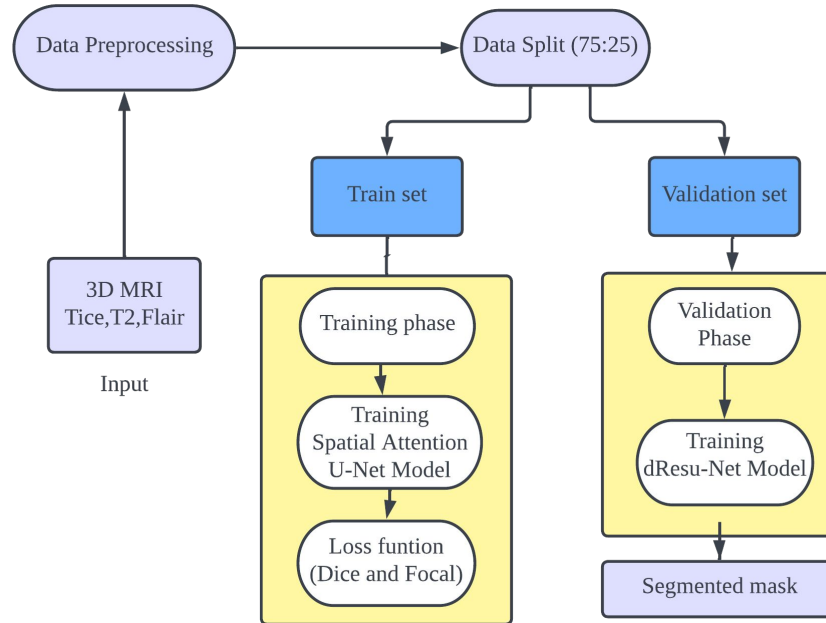 Data Preprocessing
Data Split (75:25)
Train set
Validation set
3D MRI
Tice,T2,Flair
Input
Training phase
Training
Spatial Attention
U-Net Model
Loss funtion
(Dice and Focal)
Validation
Phase
Training
dResu-Net Model
Segmented mask